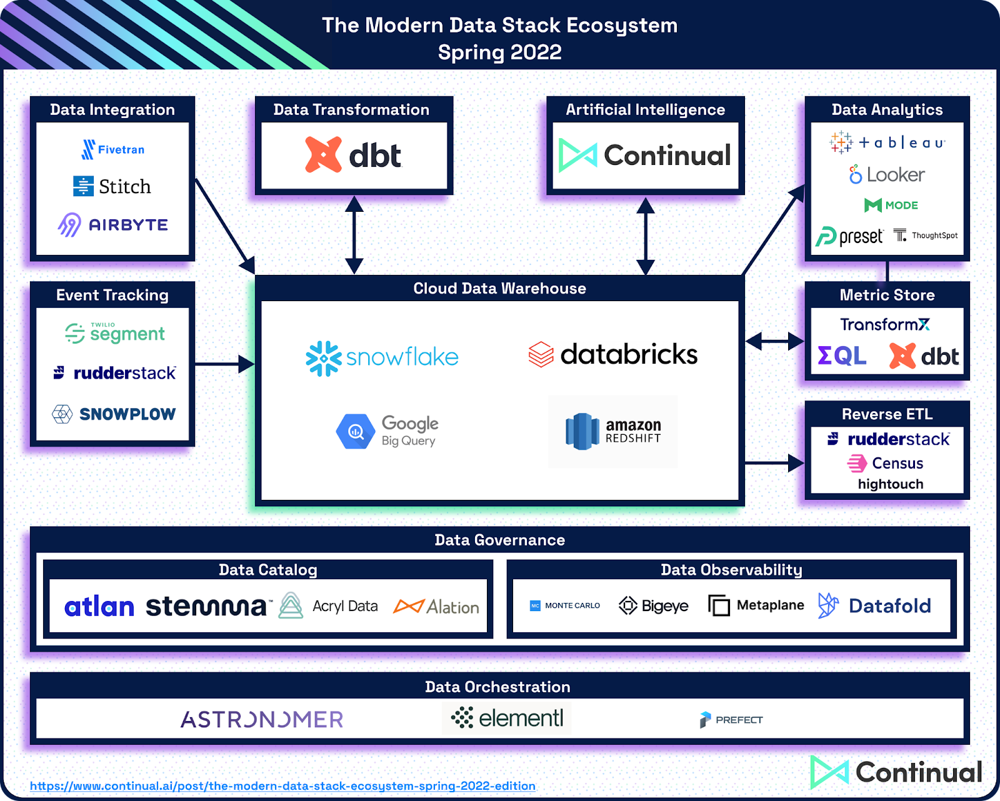 The Modern Data Stack Ecosystem
Spring 2022
Data Integration
Fivetran
Stitch
AIRBYTE
Data Transformation
dbt
Artificial Intelligence
Continual
Data Analytics
+ableau
Looker
MODE
preset
ThoughtSpot
Event Tracking
TWILIO
segment
rudderstack
SNOWPLOW
Cloud Data Warehouse
snowflake
databricks
Google
Big Query
amazon
REDSHIFT
Metric Store
Transform
ΣQL
dbt
Reverse ETL
rudderstack
Census
hightouch
Data Governance
Data Catalog
atlan
stemma™
Acryl Data
Alation
Data Observability
MC MONTE CARLO
Bigeye
Metaplane
Datafold
Data Orchestration
ASTRONOMER
elementl
PREFECT
https://www.continual.ai/post/the-modern-data-stack-ecosystem-spring-2022-edition
Continual